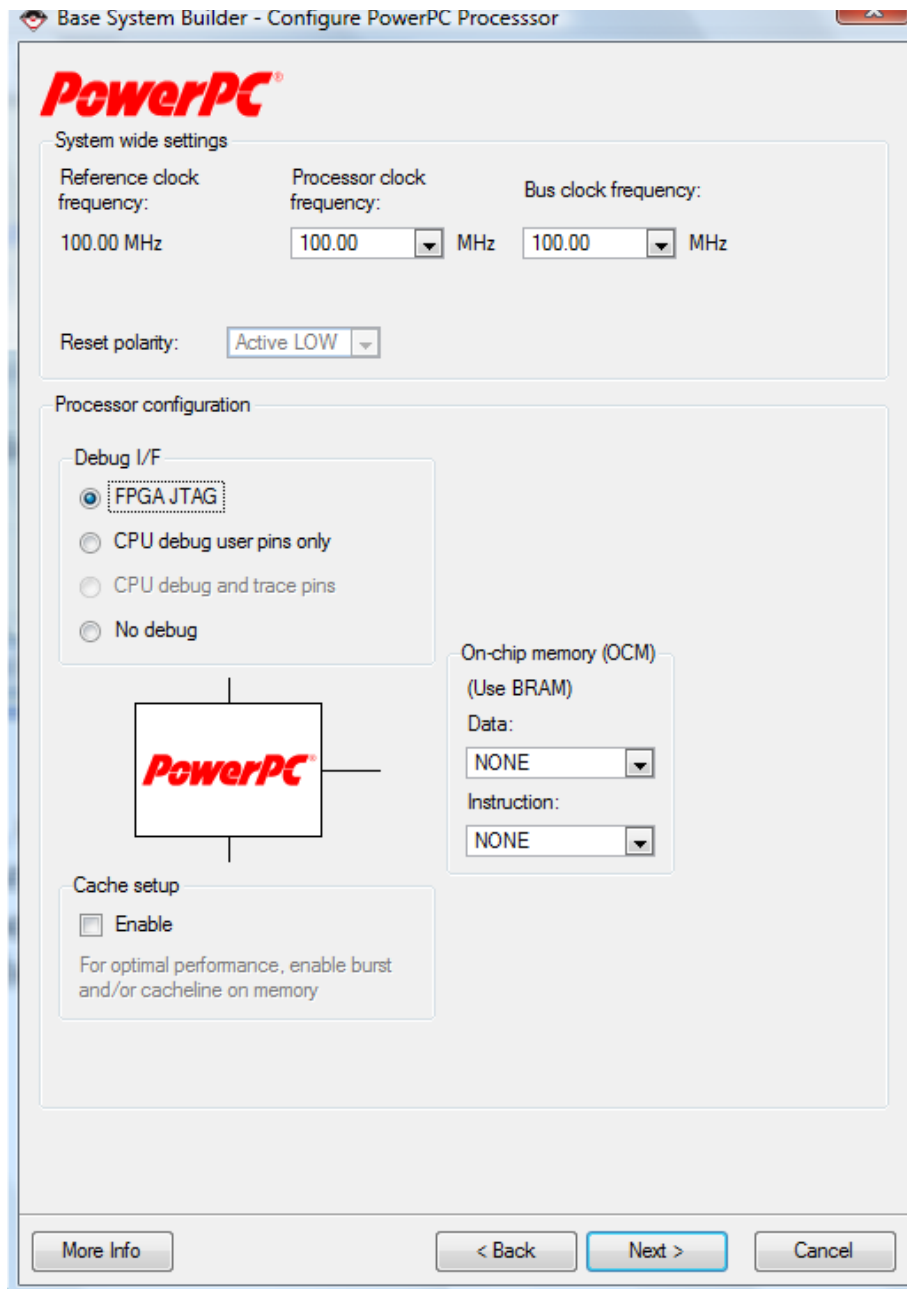 Base System Builder - Configure PowerPC Processsor
PowerPC®
System wide settings
Reference clock frequency:
Processor clock frequency:
Bus clock frequency:
100.00 MHz
100.00 MHz
100.00 MHz
Reset polarity: Active LOW
Processor configuration
Debug I/F
FPGA JTAG
CPU debug user pins only
CPU debug and trace pins
No debug
On-chip memory (OCM)
(Use BRAM)
Data:
NONE
Instruction:
NONE
PowerPC®
Cache setup
Enable
For optimal performance, enable burst
and/or cacheline on memory
More Info
< Back
Next >
Cancel